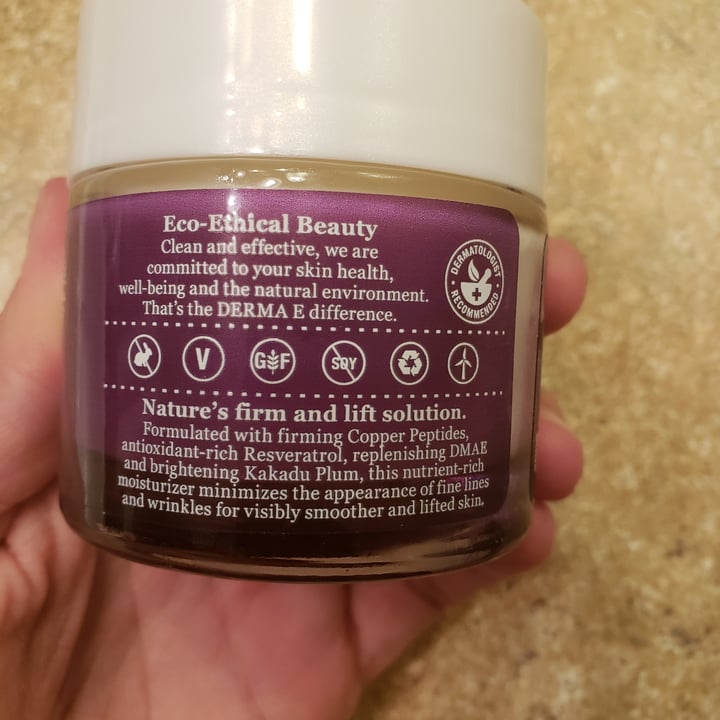 Eco-Ethical Beauty
Clean and effective, we are
committed to your skin health,
well-being and the natural environment.
That's the DERMA E difference.
DERMATOLOGIST
RECOMMENDED
V
G F
SOY
Nature's firm and lift solution.
Formulated with firming Copper Peptides,
antioxidant-rich Resveratrol, replenishing DMAE
and brightening Kakadu Plum, this nutrient-rich
moisturizer minimizes the appearance of fine lines
and wrinkles for visibly smoother and lifted skin.